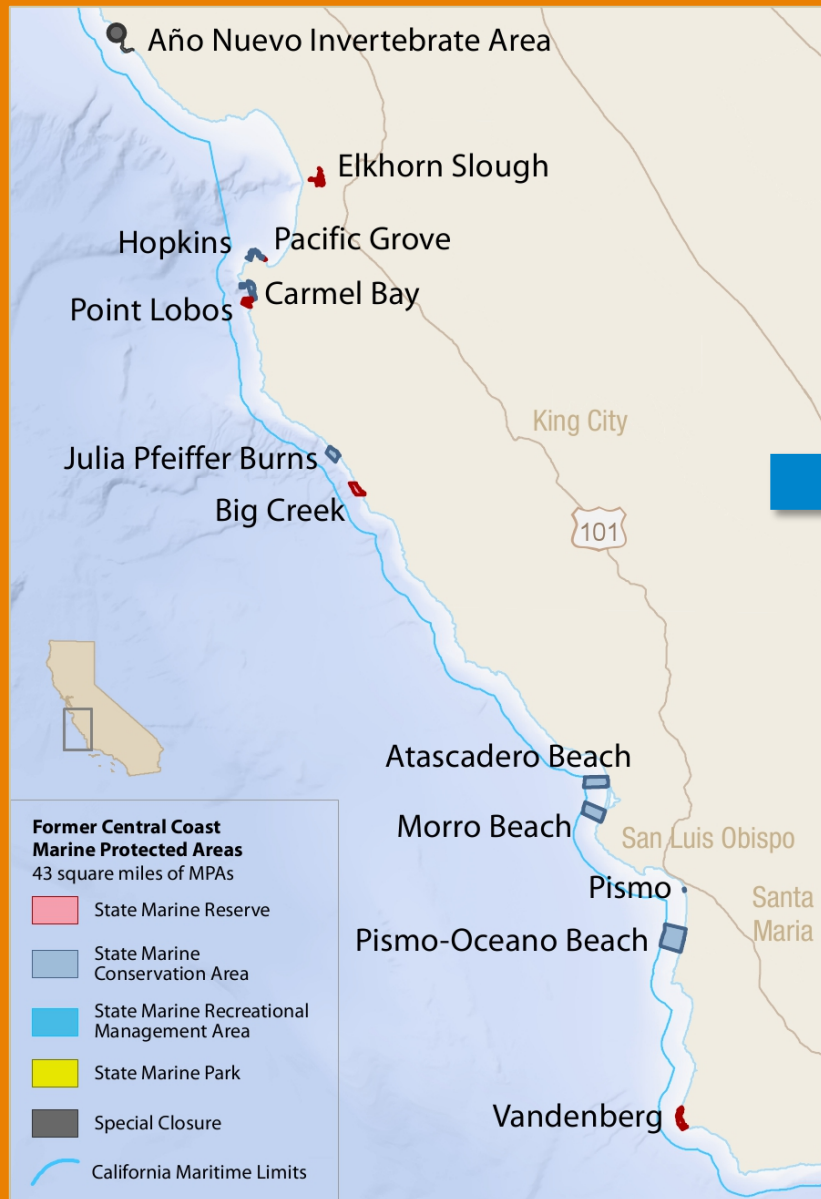 Año Nuevo Invertebrate Area
Elkhorn Slough
Hopkins
Pacific Grove
Carmel Bay
Point Lobos
King City
Julia Pfeiffer Burns
Big Creek
101
Atascadero Beach
Morro Beach
San Luis Obispo
Pismo
Santa
Maria
Pismo-Oceano Beach
Vandenberg
Former Central Coast
Marine Protected Areas
43 square miles of MPAs
State Marine Reserve
State Marine
Conservation Area
State Marine Recreational
Management Area
State Marine Park
Special Closure
California Maritime Limits